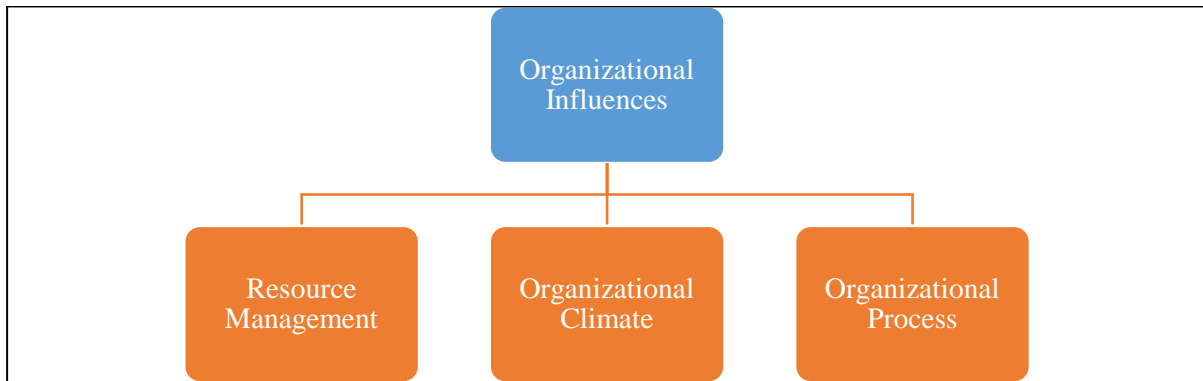 Organizational
Influences
Resource
Management
Organizational
Climate
Organizational
Process